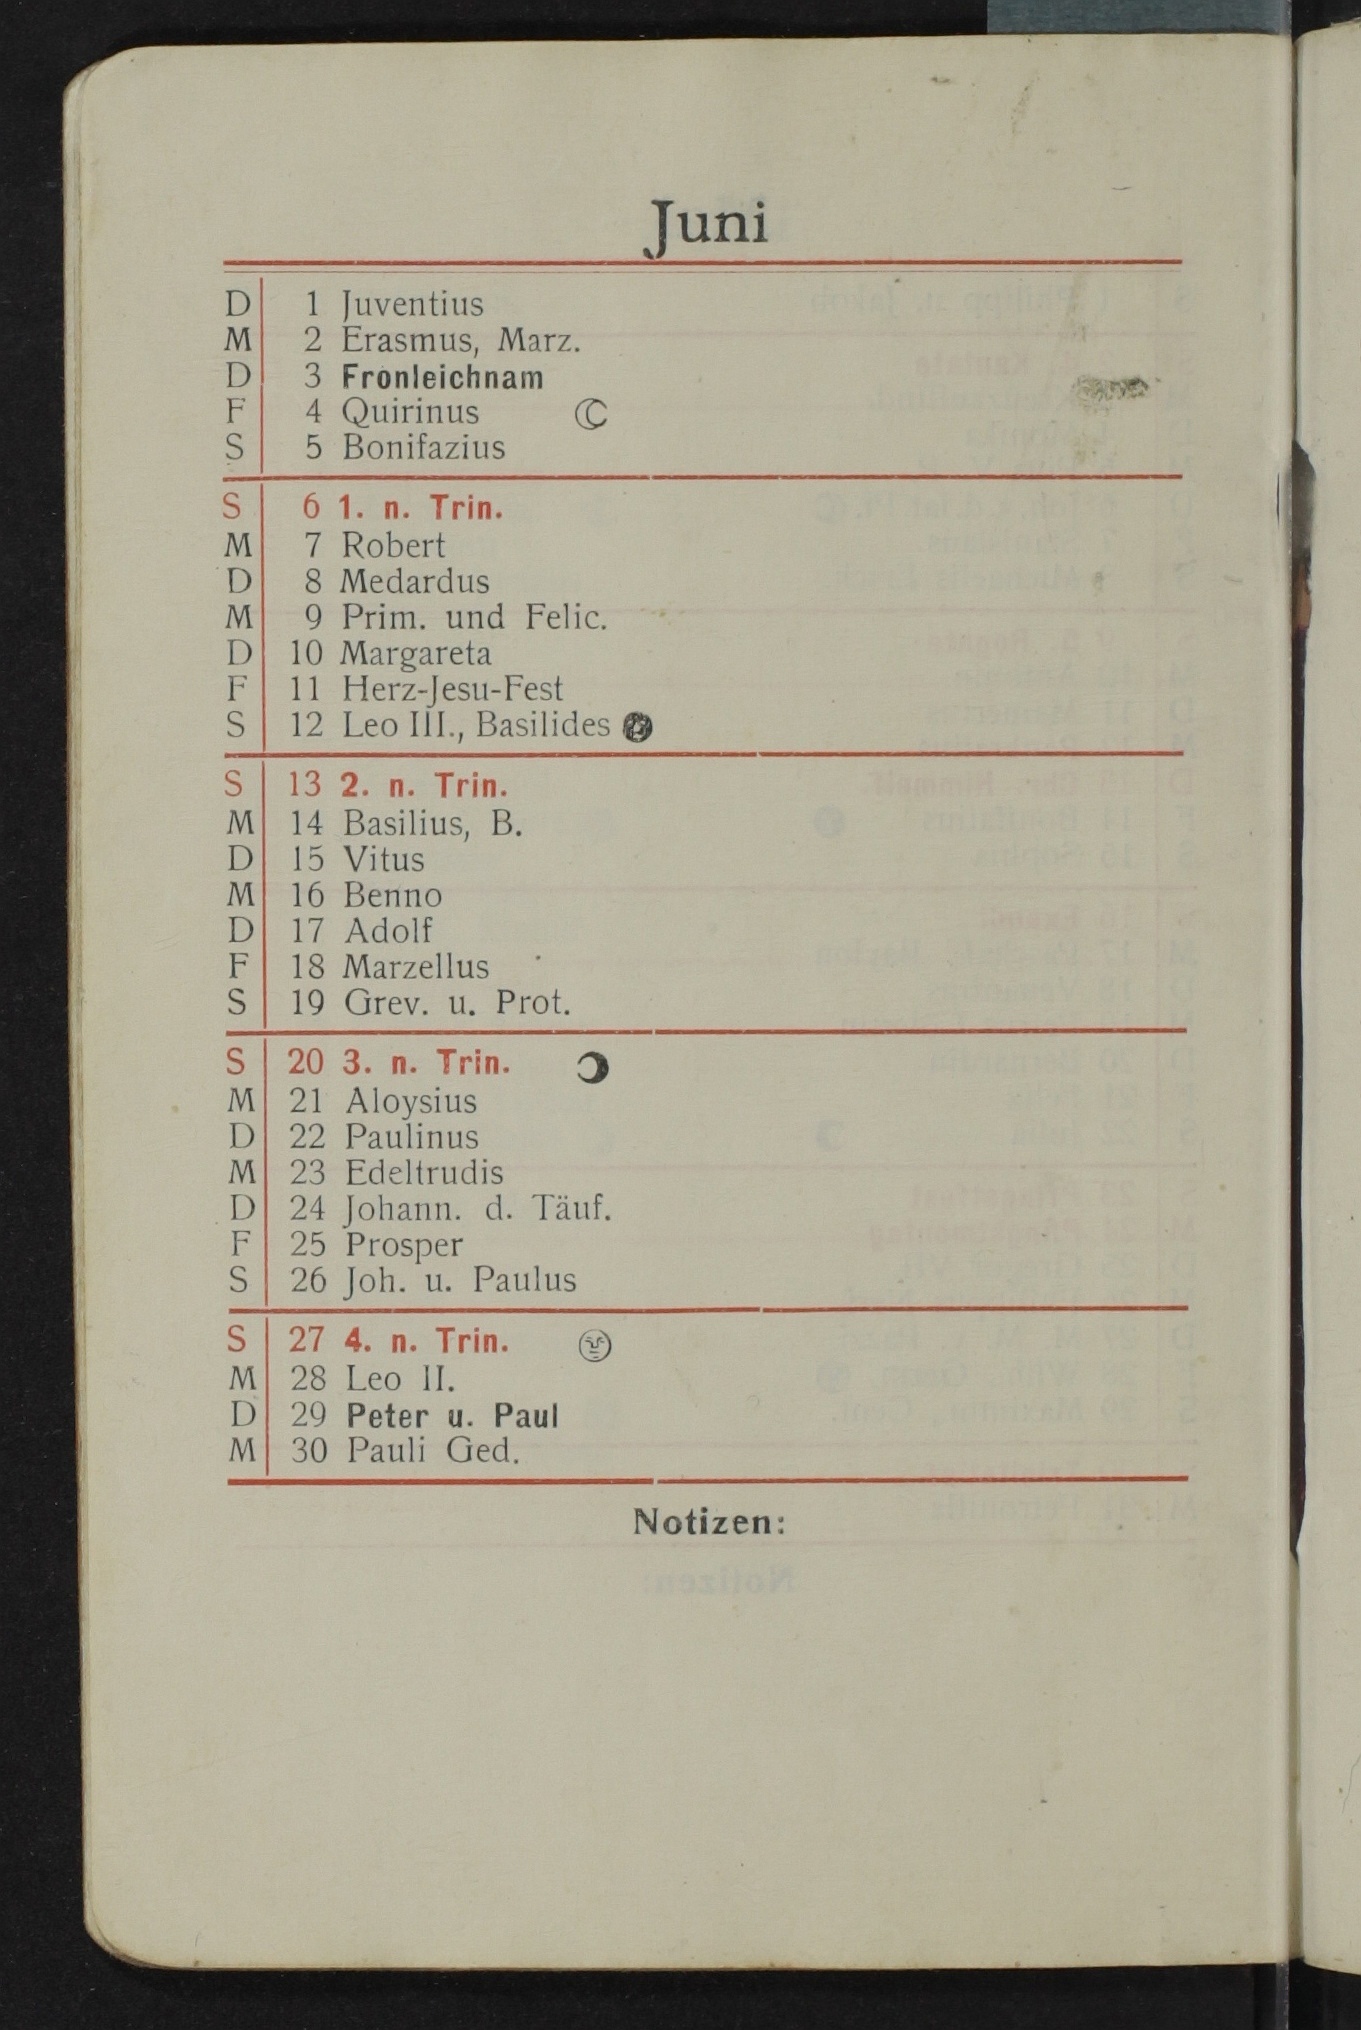 Juni
D 1 Juventius
M 2 Erasmus, Marz.
D 3 Fronleichnam
F 4 Quirinus
S 5 Bonifazius
S 6 1. n. Trin.
M 7 Robert
D 8 Medardus
M 9 Prim. und Felic.
D 10 Margareta
F 11 Herz-Jesu-Fest
S 12 Leo III., Basilides
S 13 2. n. Trin.
M 14 Basilius, B.
D 15 Vitus
M 16 Benno
D 17 Adolf
F 18 Marzellus
S 19 Grev. u. Prot.
S 20 3. n. Trin.
M 21 Aloysius
D 22 Paulinus
M 23 Edeltrudis
D 24 Johann. d. Täuf.
F 25 Prosper
S 26 Joh. u. Paulus
S 27 4. n. Trin.
M 28 Leo II.
D 29 Peter u. Paul
M 30 Pauli Ged.
Notizen: